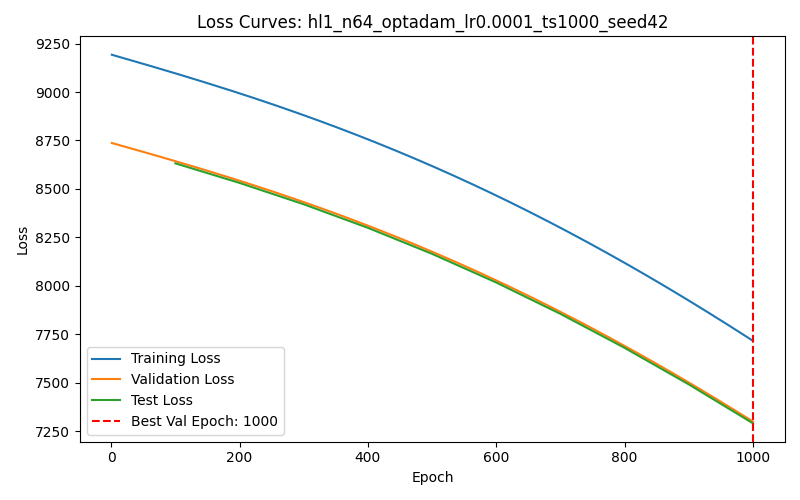 Loss Curves: hl1_n64_optadam_lr0.0001_ts1000_seed42
9250
9000
8750
8500
8250
8000
7750
7500
7250
Loss
Training Loss
Validation Loss
Test Loss
Best Val Epoch: 1000
0 200 400 600 800 1000
Epoch